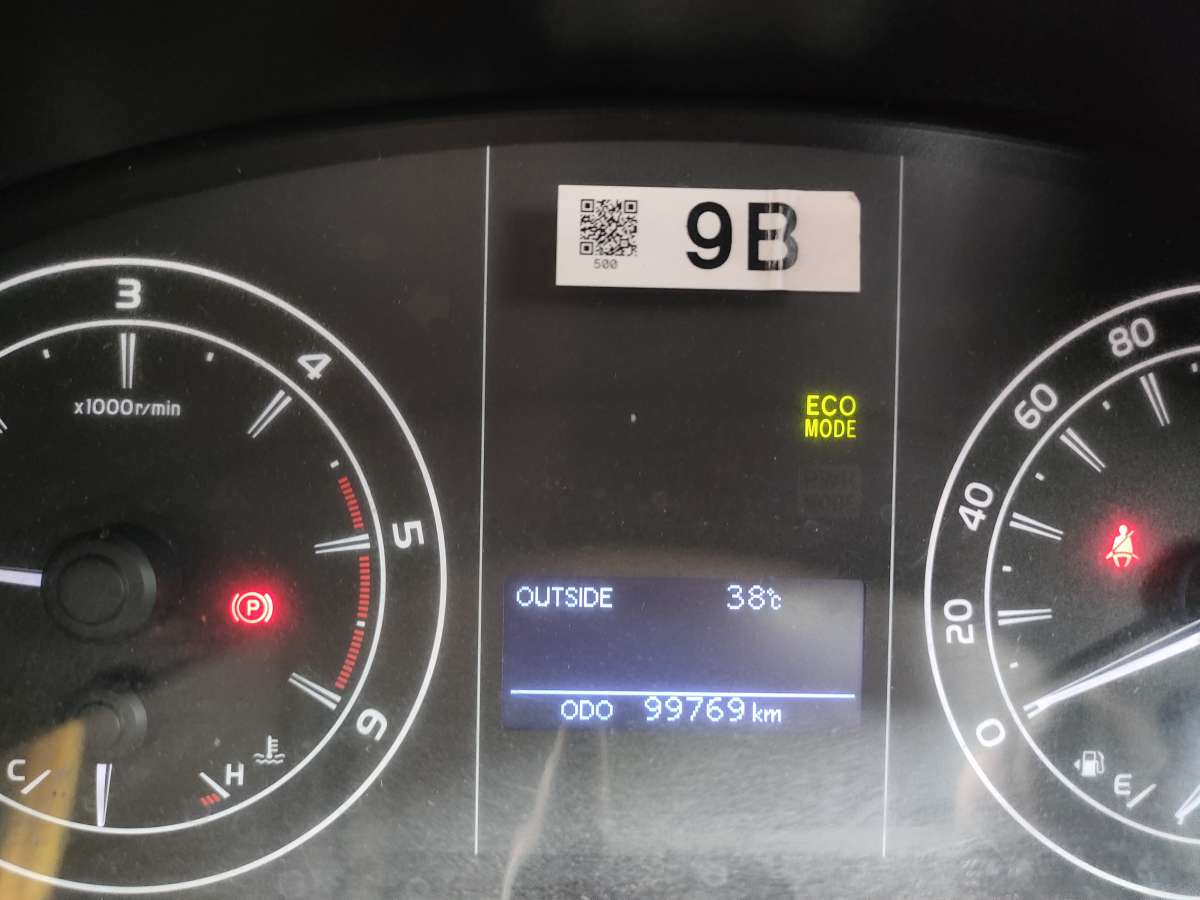 9B
500
3
4
x1000r/min
5
6
P
C
H
ECO
MODE
OUTSIDE 38℃
ODO 99769 km
80
60
40
20
0
E